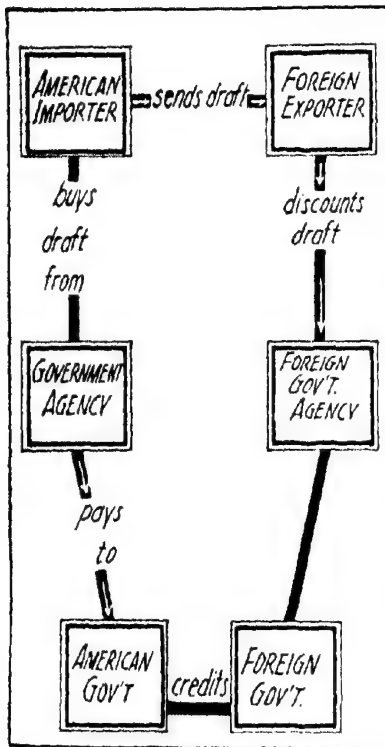 AMERICAN
IMPORTER
sends draft
FOREIGN
EXPORTER
buys
draft
from
discounts
draft
GOVERNMENT
AGENCY
FOREIGN
GOV'T.
AGENCY
pays
to
AMERICAN
GOV'T
credits
FOREIGN
GOV'T.